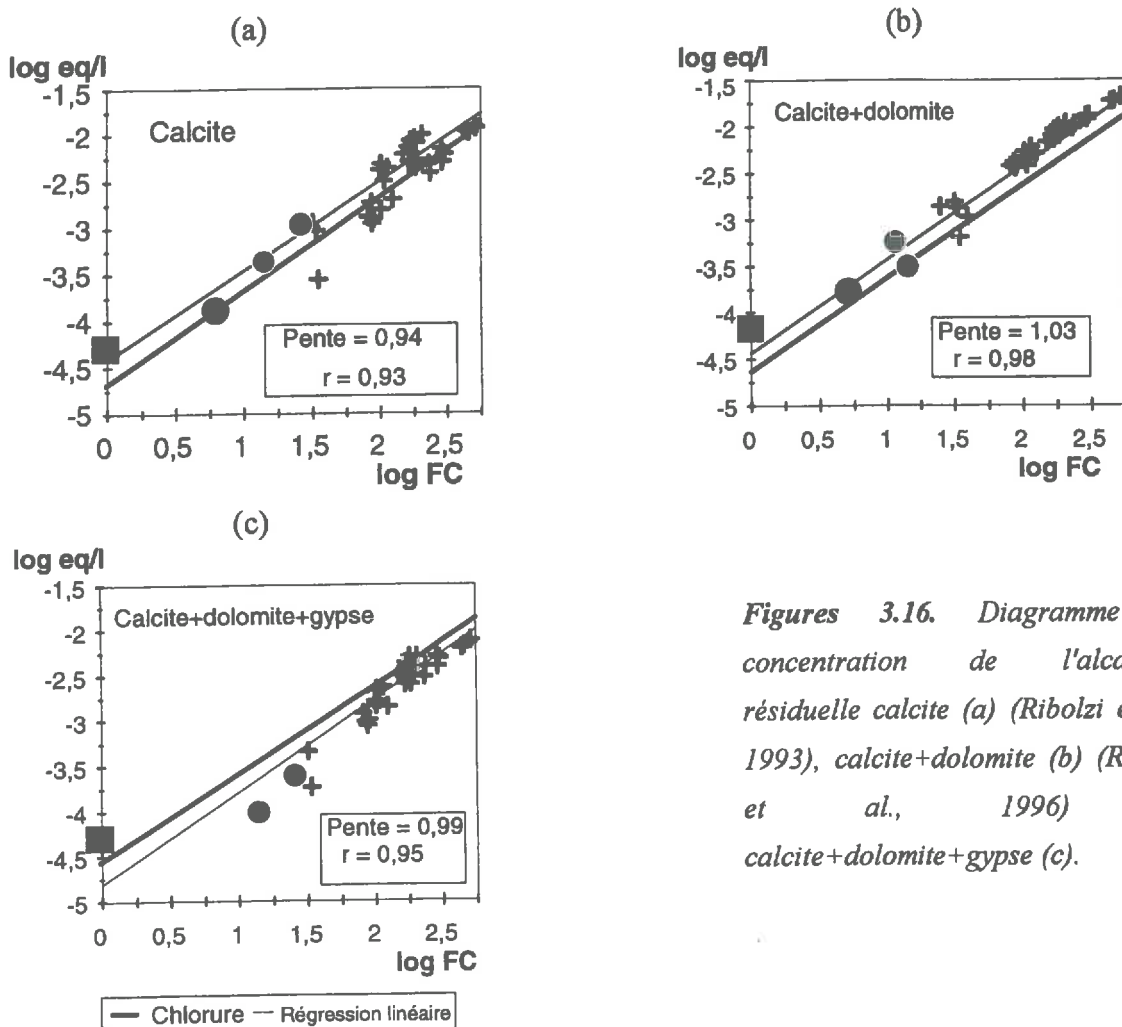 (a)
log eq/l
-1,5
-2
-2,5
-3
-3,5
-4
-4,5
-5
Calcite
Pente = 0,94
r = 0,93
0 0,5 1 1,5 2 2,5
log FC
(b)
log eq/l
-1,5
-2
-2,5
-3
-3,5
-4
-4,5
-5
Calcite+dolomite
Pente = 1,03
r = 0,98
0 0,5 1 1,5 2 2,5
log FC
(c)
log eq/l
-1,5
-2
-2,5
-3
-3,5
-4
-4,5
-5
Calcite+dolomite+gypse
Pente = 0,99
r = 0,95
0 0,5 1 1,5 2 2,5
log FC
Chlorure Régression linéaire
Figures 3.16. Diagramme
concentration de l'alca
résiduelle calcite (a) (Ribolzi e
1993), calcite+dolomite (b) (R
et al., 1996)
calcite+dolomite+gypse (c).